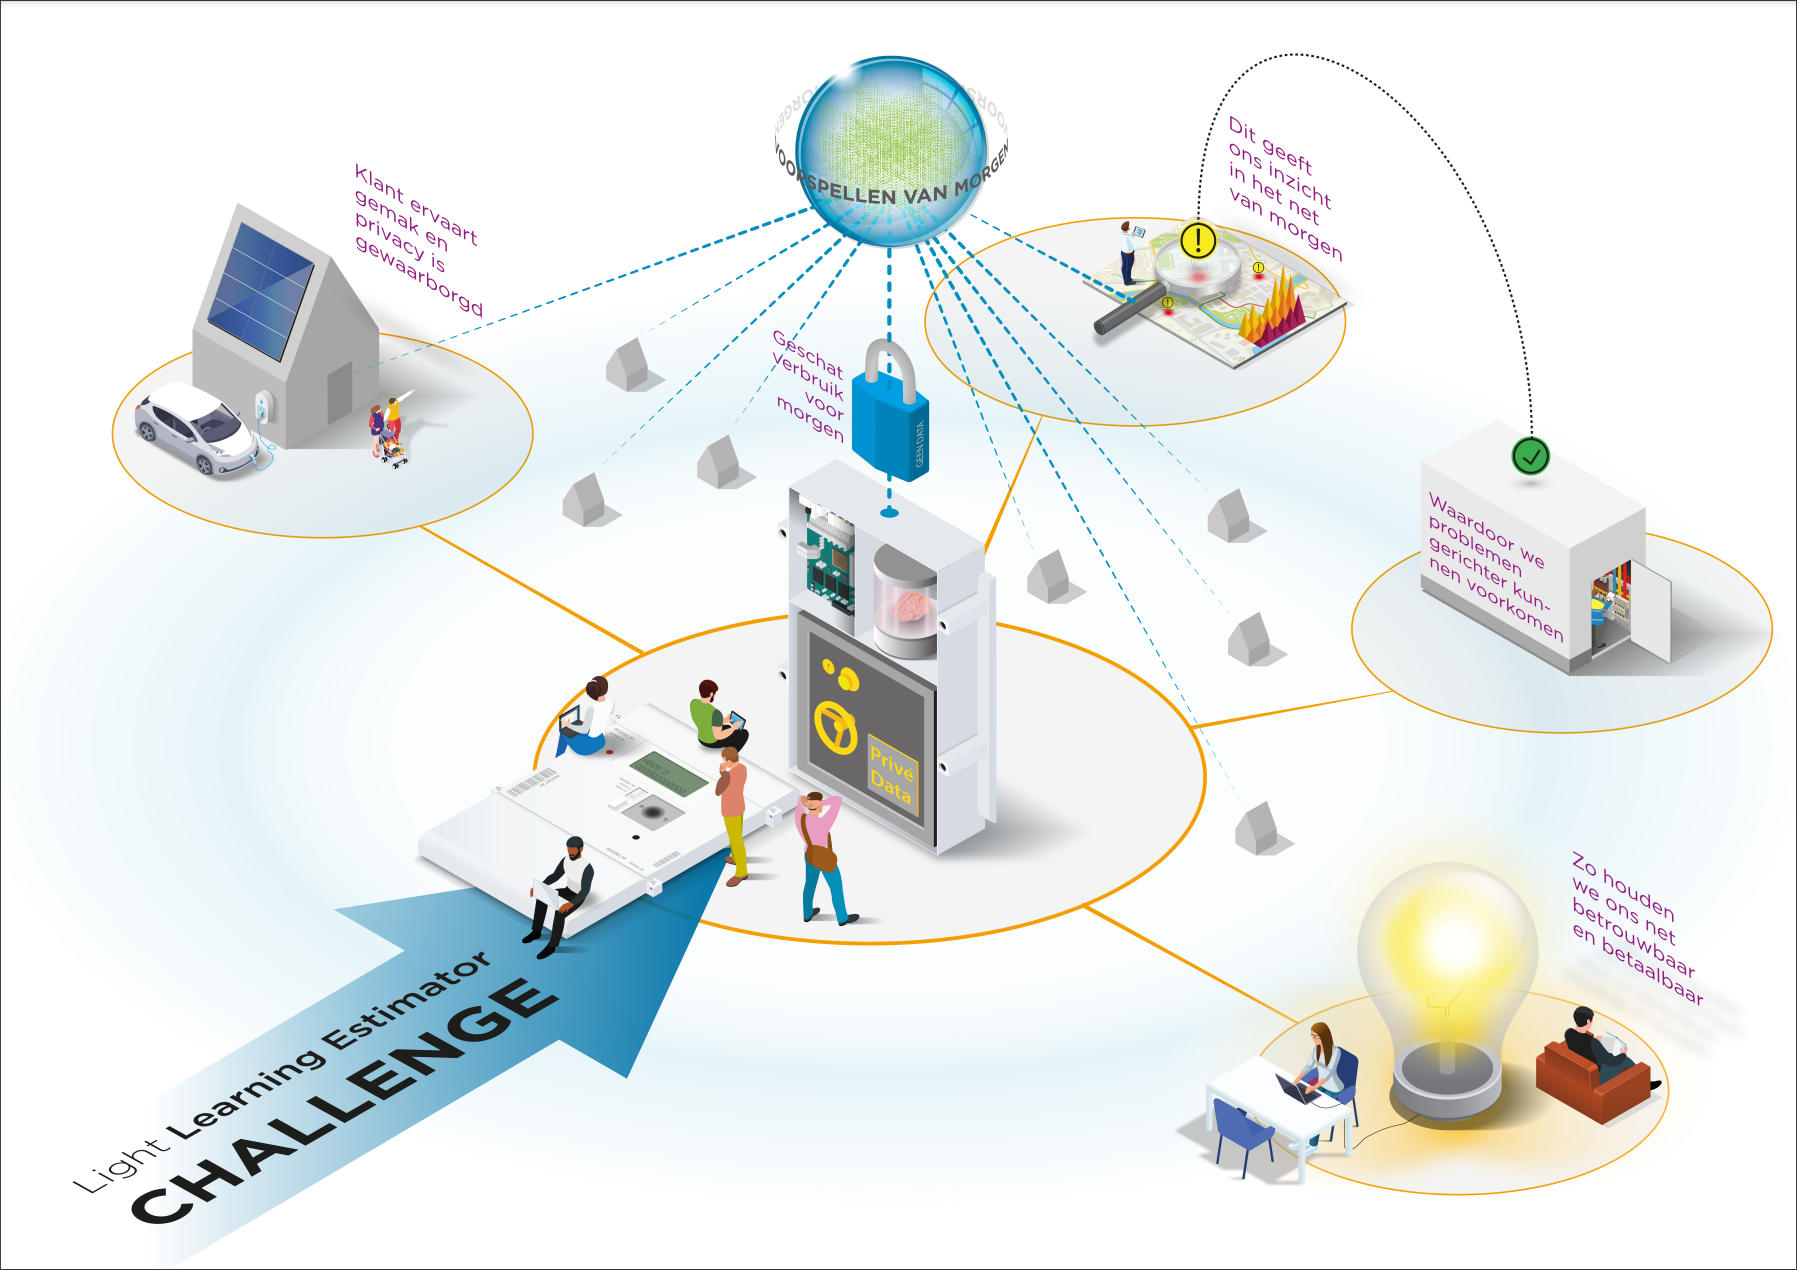 VOORSPELLEN VAN MORGEN
Klant ervaart
gemak en
privacy is
gewaarborgd
Dit geeft
ons inzicht
in het net
van morgen
Geschat
verbruik
voor
morgen
GEEN DATA
Waardoor we
problemen
gerichter kun-
nen voorkomen
Privé
Data
Zo houden
we ons net
betrouwbaar
en betaalbaar
Light Learning Estimator
CHALLENGE